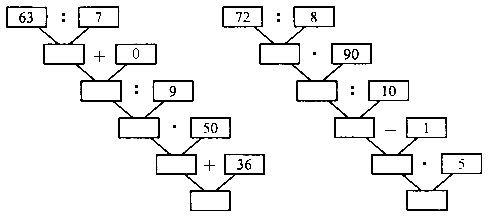 63 : 7 72 : 8
+ 0 · 90
: 9 : 10
· 50 − 1
+ 36 · 5